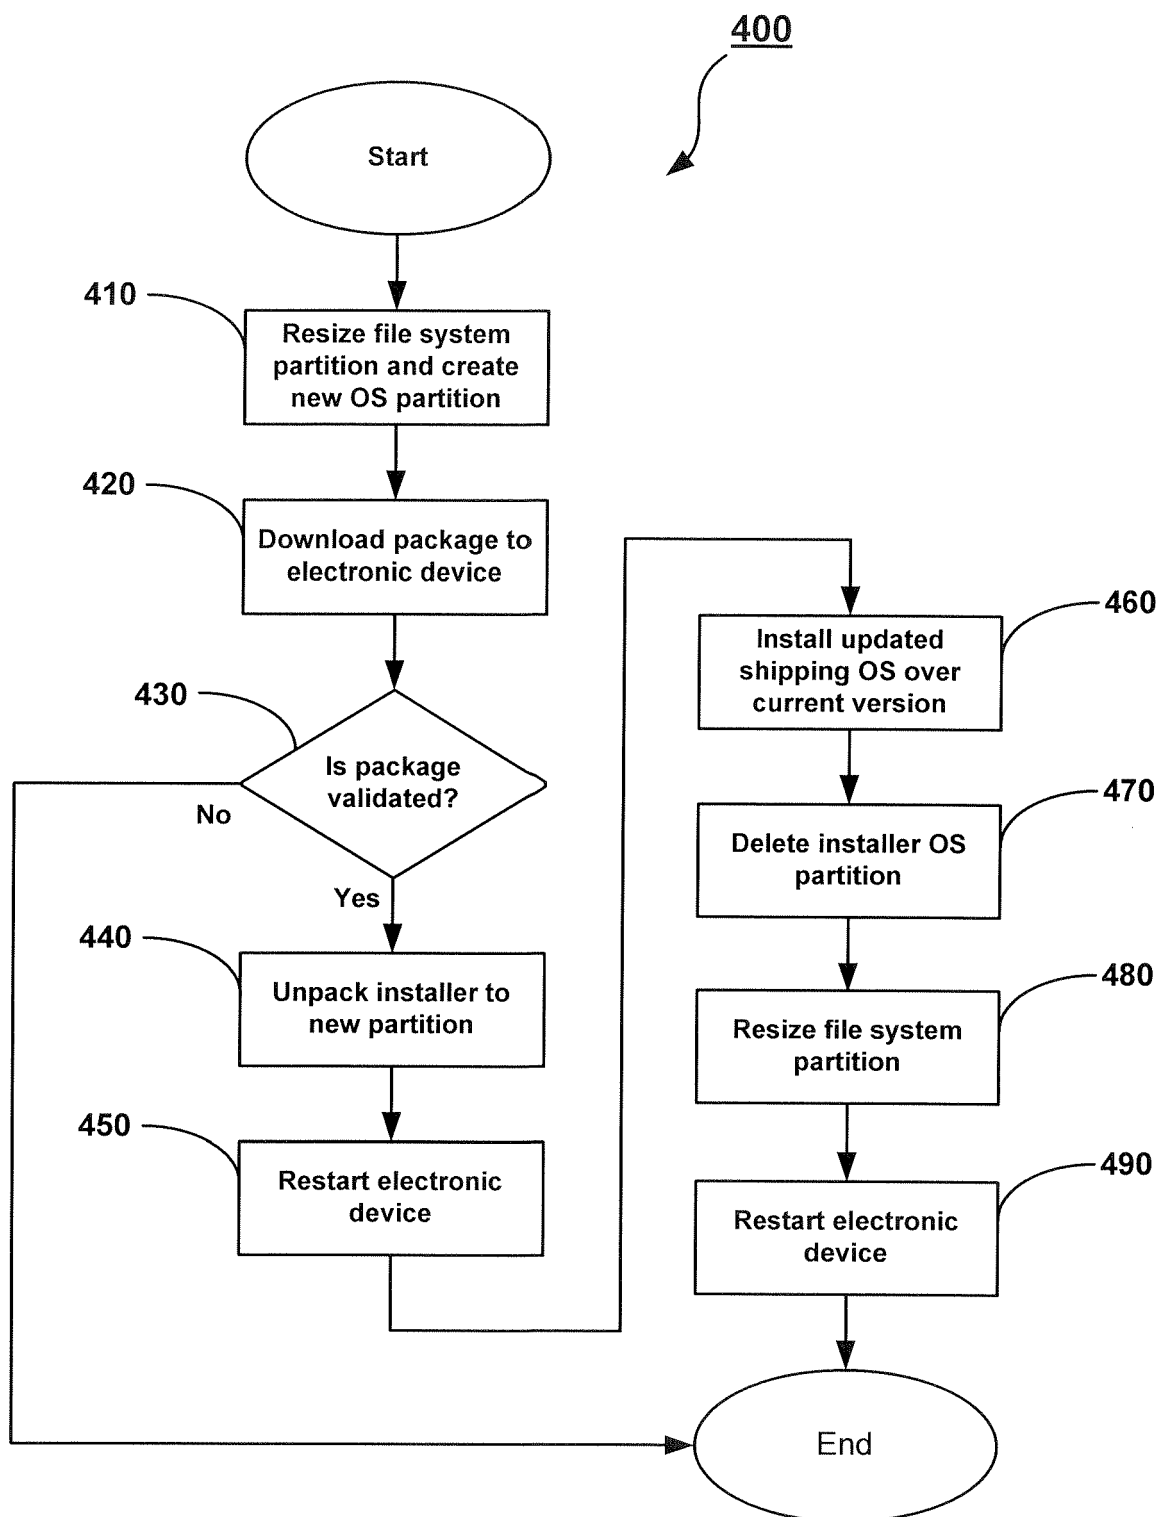 400
Start
410
Resize file system
partition and create
new OS partition
420
Download package to
electronic device
430
Is package
validated?
No
Yes
440
Unpack installer to
new partition
450
Restart electronic
device
460
Install updated
shipping OS over
current version
470
Delete installer OS
partition
480
Resize file system
partition
490
Restart electronic
device
End